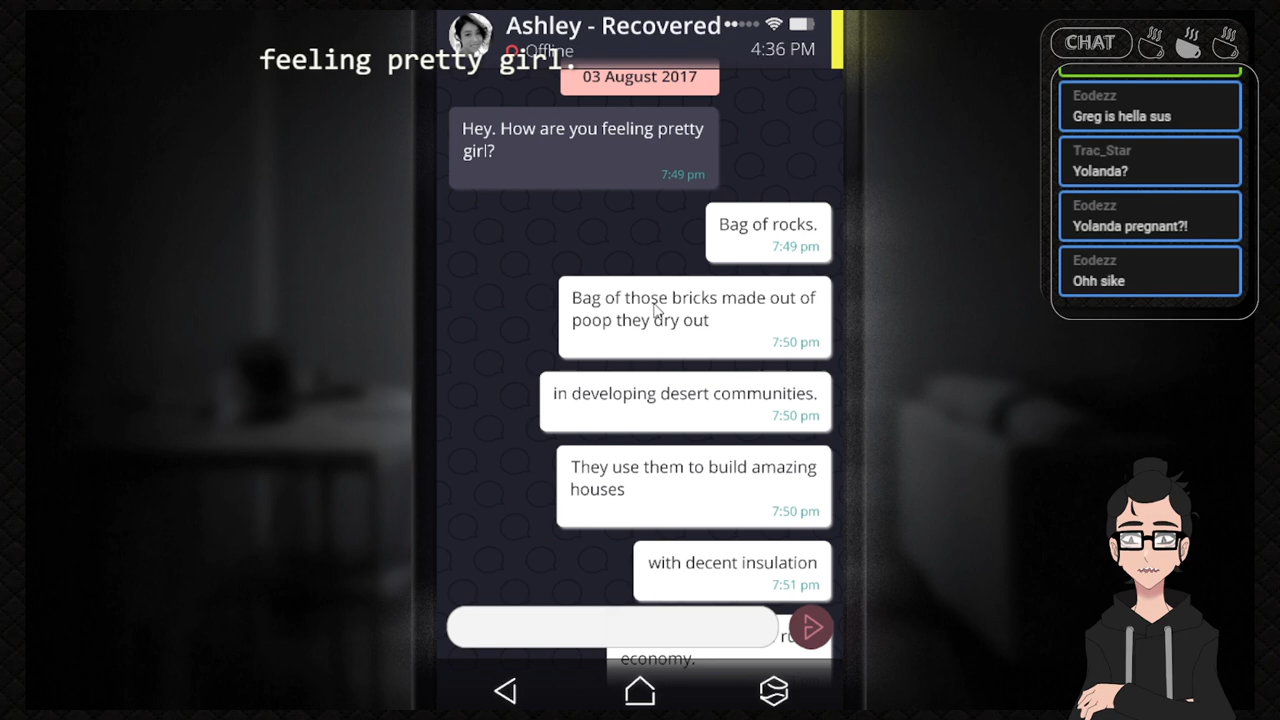 Ashley - Recovered
Offline
4:36 PM
feeling pretty girl.
03 August 2017
Hey. How are you feeling pretty
girl?
7:49 pm
Bag of rocks.
7:49 pm
Bag of those bricks made out of
poop they dry out
7:50 pm
in developing desert communities.
7:50 pm
They use them to build amazing
houses
7:50 pm
with decent insulation
7:51 pm
economy.
CHAT
Eodezz
Greg is hella sus
Trac_Star
Yolanda?
Eodezz
Yolanda pregnant?!
Eodezz
Ohh sike